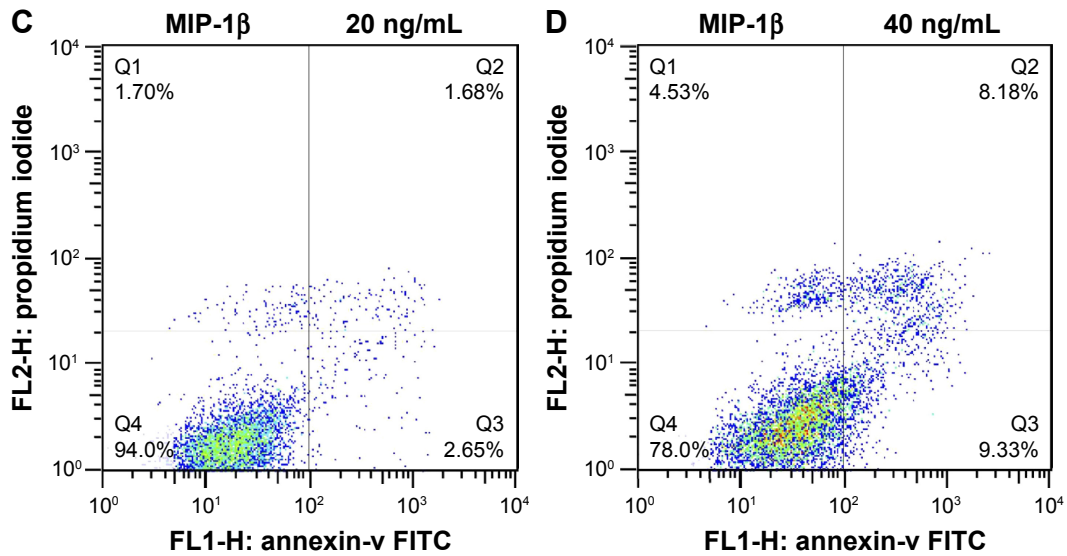 C MIP-1β 20 ng/mL
10⁴
Q1 Q2
1.70% 1.68%
10³
10²
10¹
Q4 Q3
94.0% 2.65%
10⁰
10⁰ 10¹ 10² 10³ 10⁴
FL2-H: propidium iodide
FL1-H: annexin-v FITC
D MIP-1β 40 ng/mL
10⁴
Q1 Q2
4.53% 8.18%
10³
10²
10¹
Q4 Q3
78.0% 9.33%
10⁰
10⁰ 10¹ 10² 10³ 10⁴
FL2-H: propidium iodide
FL1-H: annexin-v FITC